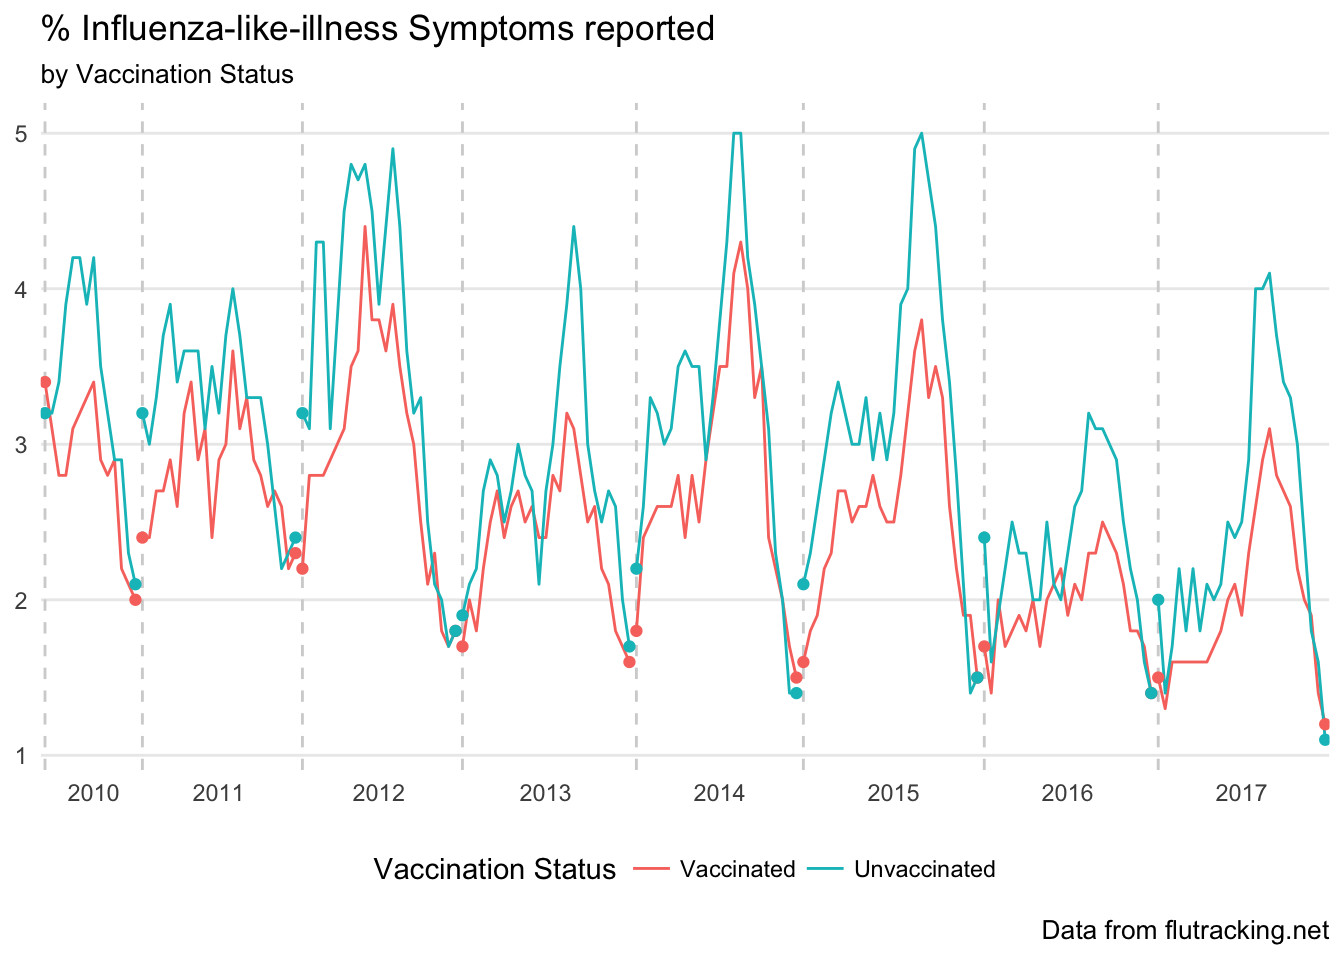 % Influenza-like-illness Symptoms reported
by Vaccination Status
5
4
3
2
1
2010 2011 2012 2013 2014 2015 2016 2017
Vaccination Status Vaccinated Unvaccinated
Data from flutracking.net